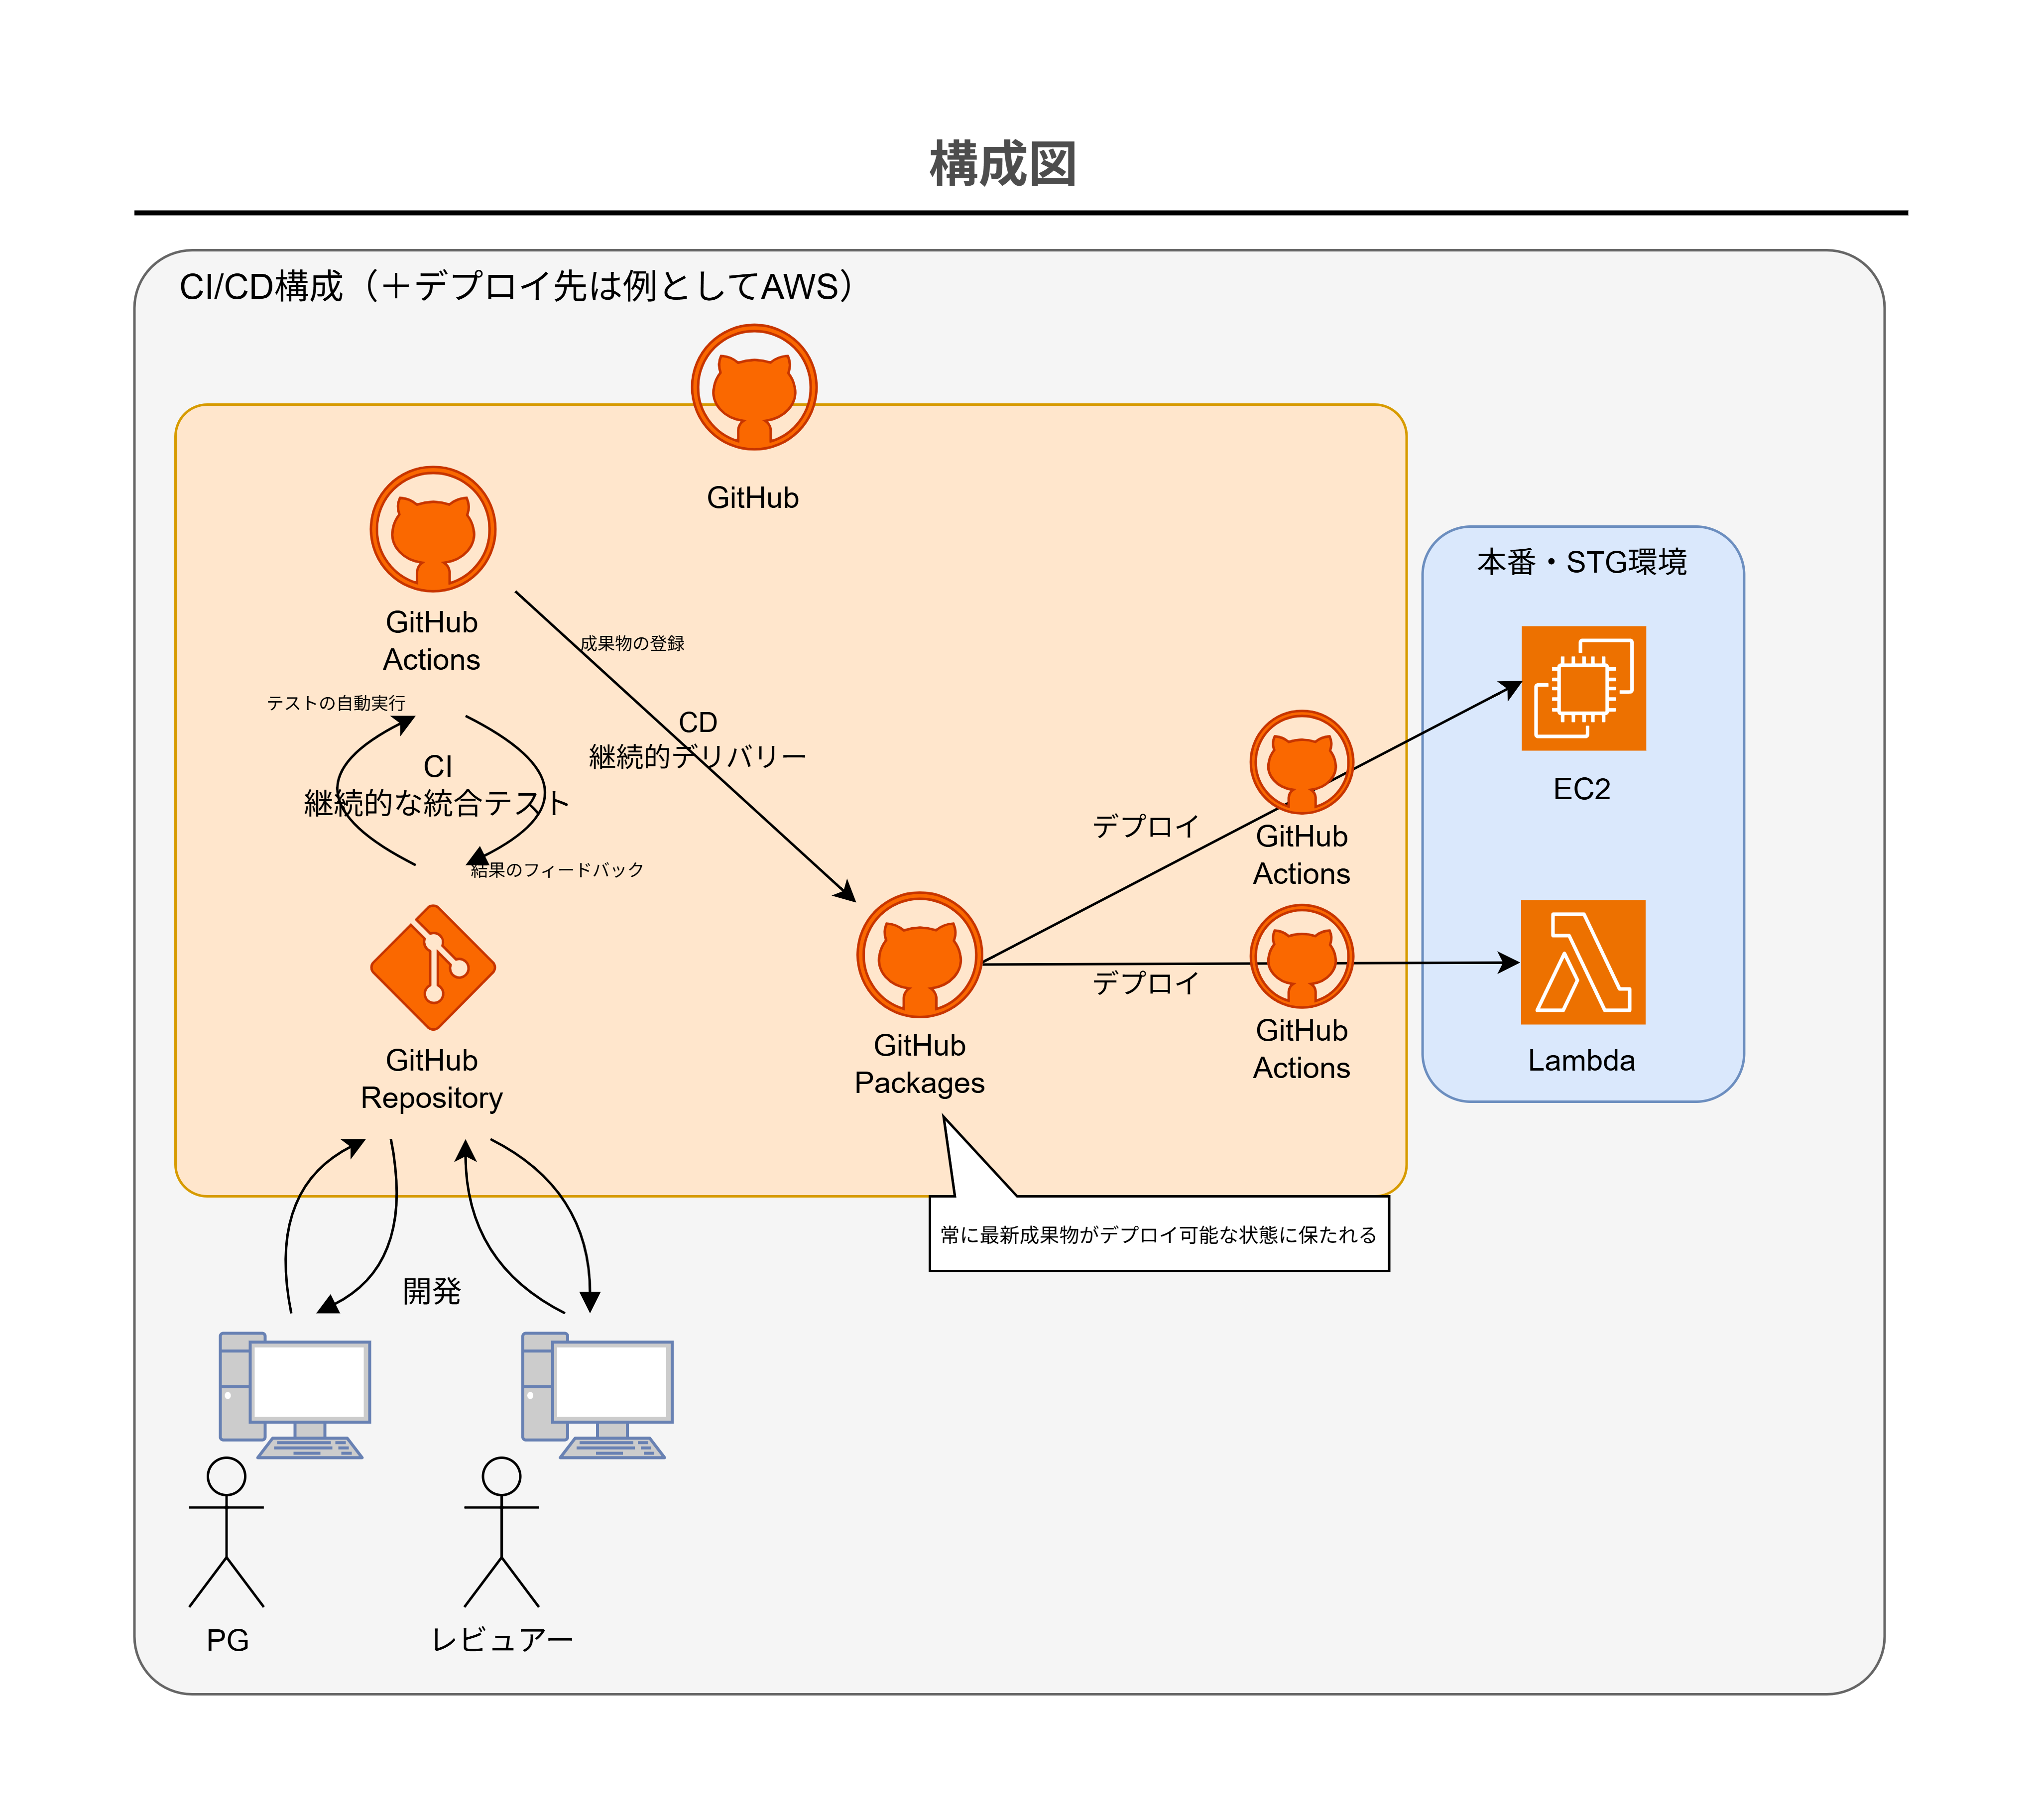 構成図
CI/CD構成（＋デプロイ先は例としてAWS）
GitHub
GitHub
Actions
成果物の登録
テストの自動実行
CD
継続的デリバリー
CI
継続的な統合テスト
結果のフィードバック
GitHub
Repository
GitHub
Packages
デプロイ
デプロイ
GitHub
Actions
GitHub
Actions
本番・STG環境
EC2
Lambda
常に最新成果物がデプロイ可能な状態に保たれる
開発
PG
レビュアー